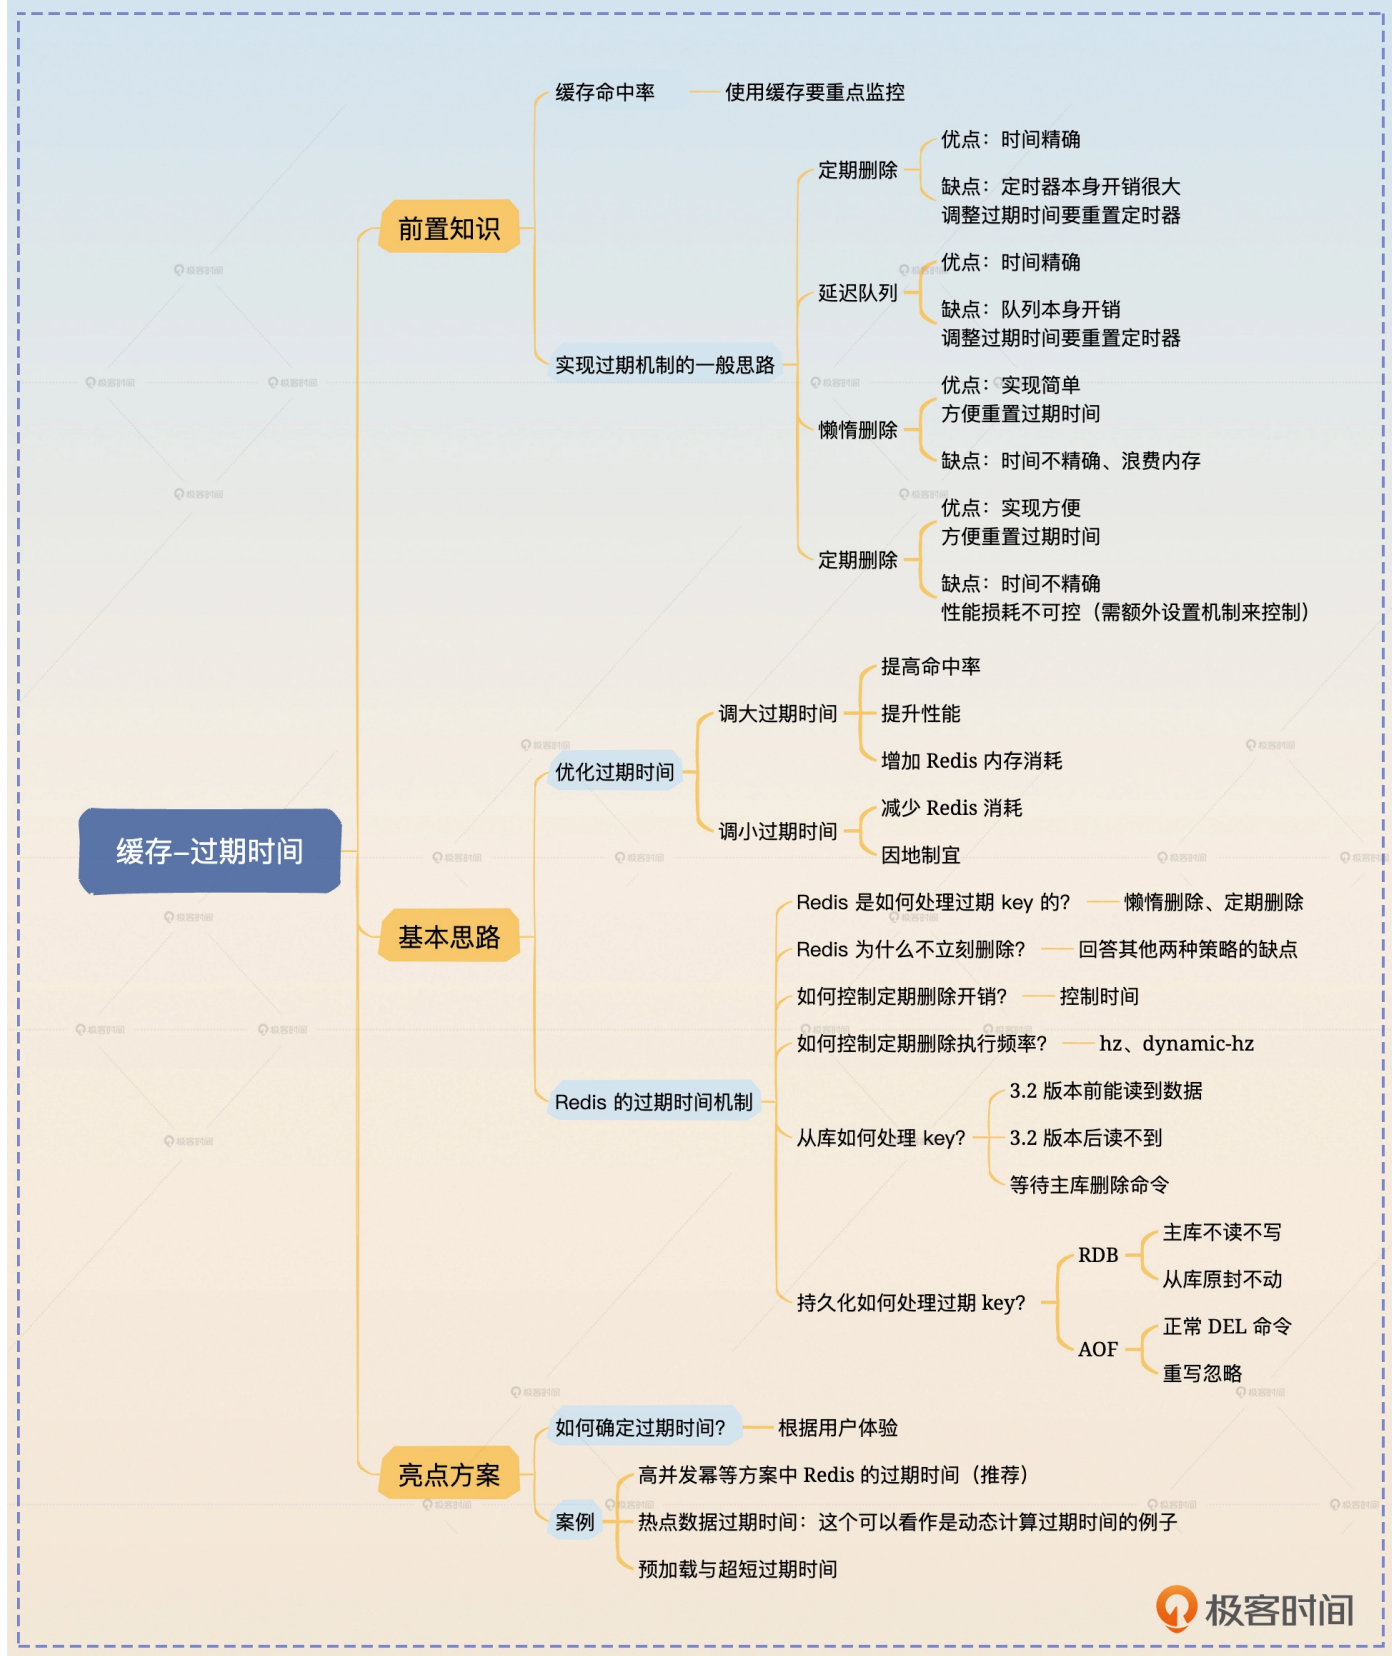 缓存命中率
使用缓存要重点监控
优点：时间精确
定期删除
缺点：定时器本身开销很大
调整过期时间要重置定时器
前置知识
优点：时间精确
延迟队列
缺点：队列本身开销
调整过期时间要重置定时器
实现过期机制的一般思路
优点：实现简单
方便重置过期时间
懒惰删除
缺点：时间不精确、浪费内存
优点：实现方便
方便重置过期时间
定期删除
缺点：时间不精确
性能损耗不可控（需额外设置机制来控制）
提高命中率
调大过期时间
提升性能
增加 Redis 内存消耗
优化过期时间
减少 Redis 消耗
调小过期时间
因地制宜
缓存–过期时间
基本思路
Redis 是如何处理过期 key 的？
懒惰删除、定期删除
Redis 为什么不立刻删除？
回答其他两种策略的缺点
如何控制定期删除开销？
控制时间
如何控制定期删除执行频率？
hz、dynamic-hz
Redis 的过期时间机制
3.2 版本前能读到数据
从库如何处理 key？
3.2 版本后读不到
等待主库删除命令
主库不读不写
RDB
从库原封不动
持久化如何处理过期 key？
正常 DEL 命令
AOF
重写忽略
如何确定过期时间？
根据用户体验
亮点方案
高并发幂等方案中 Redis 的过期时间（推荐）
案例
热点数据过期时间：这个可以看作是动态计算过期时间的例子
预加载与超短过期时间
极客时间